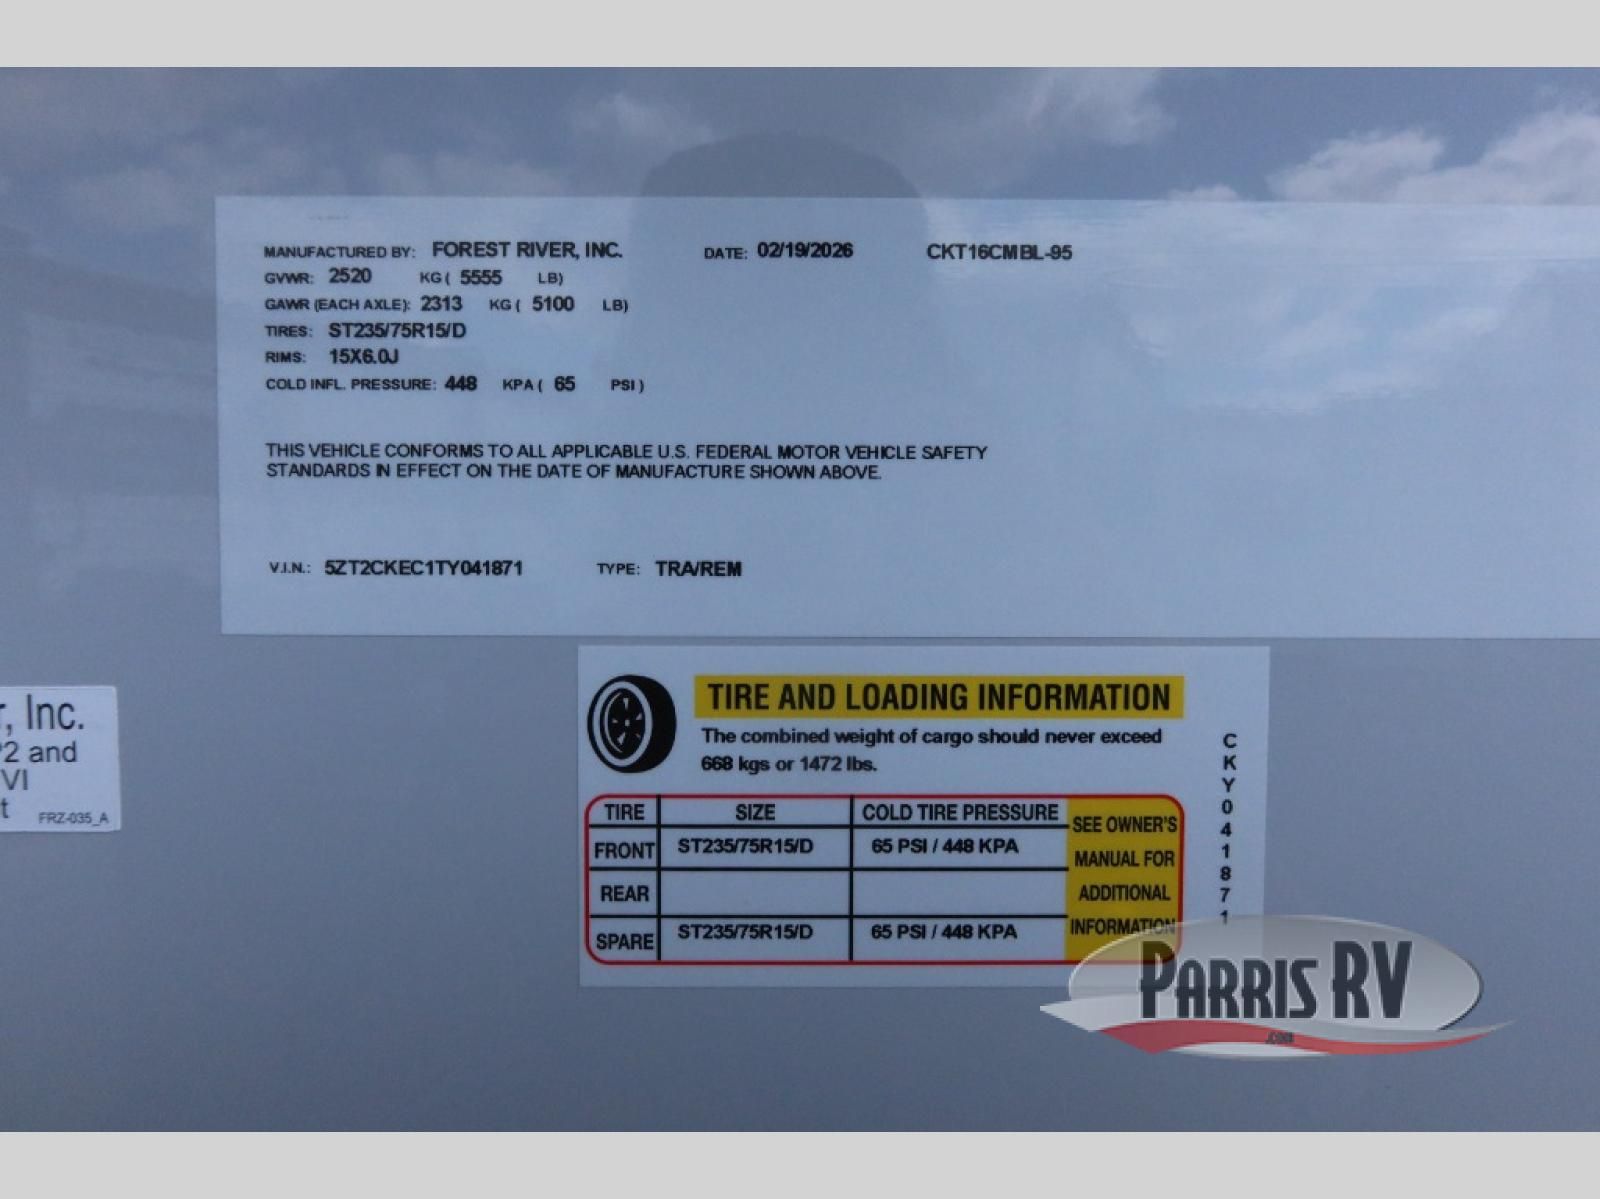 MANUFACTURED BY: FOREST RIVER, INC. DATE: 02/19/2026 CKT16CMBL-95
GVWR: 2520 KG ( 5555 LB)
GAWR (EACH AXLE): 2313 KG ( 5100 LB)
TIRES: ST235/75R15/D
RIMS: 15X6.0J
COLD INFL. PRESSURE: 448 KPA ( 65 PSI )
THIS VEHICLE CONFORMS TO ALL APPLICABLE U.S. FEDERAL MOTOR VEHICLE SAFETY
STANDARDS IN EFFECT ON THE DATE OF MANUFACTURE SHOWN ABOVE.
V.I.N.: 5ZT2CKEC1TY041871 TYPE: TRA/REM
, Inc.
and
VI
FRZ-035_A
TIRE AND LOADING INFORMATION
The combined weight of cargo should never exceed
668 kgs or 1472 lbs.
TIRE SIZE COLD TIRE PRESSURE
FRONT ST235/75R15/D 65 PSI / 448 KPA
REAR
SPARE ST235/75R15/D 65 PSI / 448 KPA
SEE OWNER'S
MANUAL FOR
ADDITIONAL
INFORMATION
CKY041871
PARRIS RV
.COM